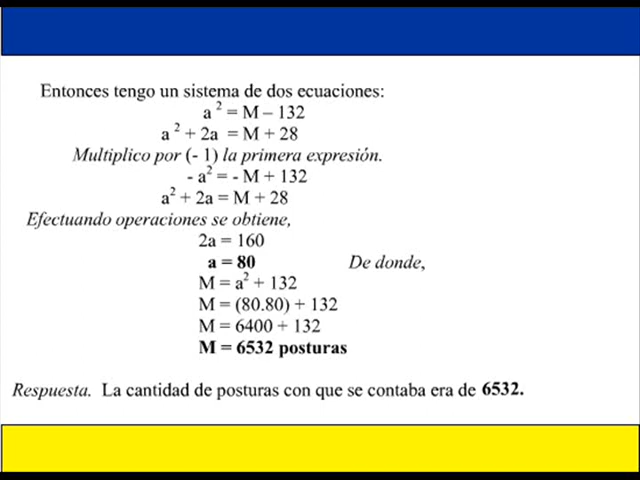 Entonces tengo un sistema de dos ecuaciones:
a² = M – 132
a² + 2a = M + 28
Multiplico por (- 1) la primera expresión.
- a² = - M + 132
a² + 2a = M + 28
Efectuando operaciones se obtiene,
2a = 160
a = 80 De donde,
M = a² + 132
M = (80.80) + 132
M = 6400 + 132
M = 6532 posturas
Respuesta. La cantidad de posturas con que se contaba era de 6532.